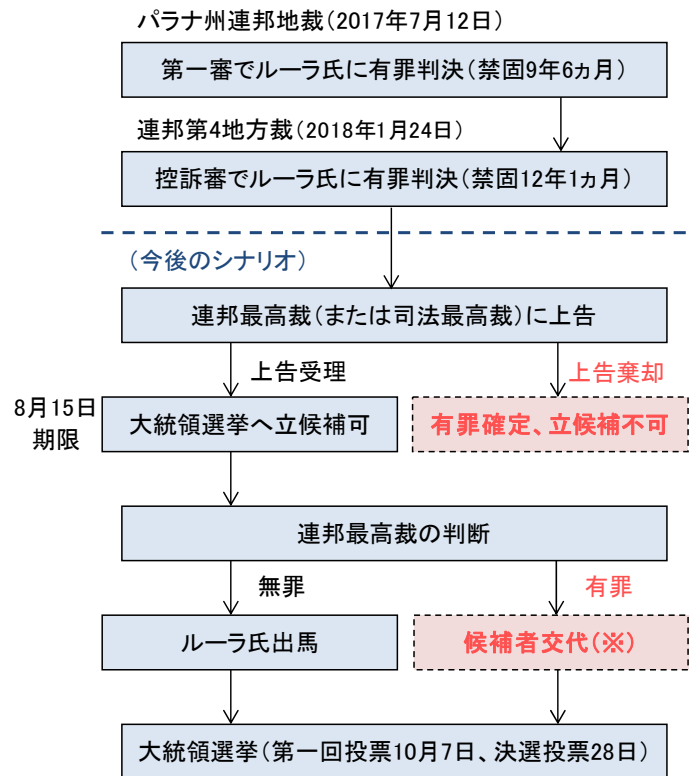 パラナ州連邦地裁（2017年7月12日）
第一審でルーラ氏に有罪判決（禁固9年6ヵ月）
連邦第4地方裁（2018年1月24日）
控訴審でルーラ氏に有罪判決（禁固12年1ヵ月）
（今後のシナリオ）
連邦最高裁（または司法最高裁）に上告
上告受理
上告棄却
8月15日
期限
大統領選挙へ立候補可
有罪確定、立候補不可
連邦最高裁の判断
無罪
有罪
ルーラ氏出馬
候補者交代（※）
大統領選挙（第一回投票10月7日、決選投票28日）